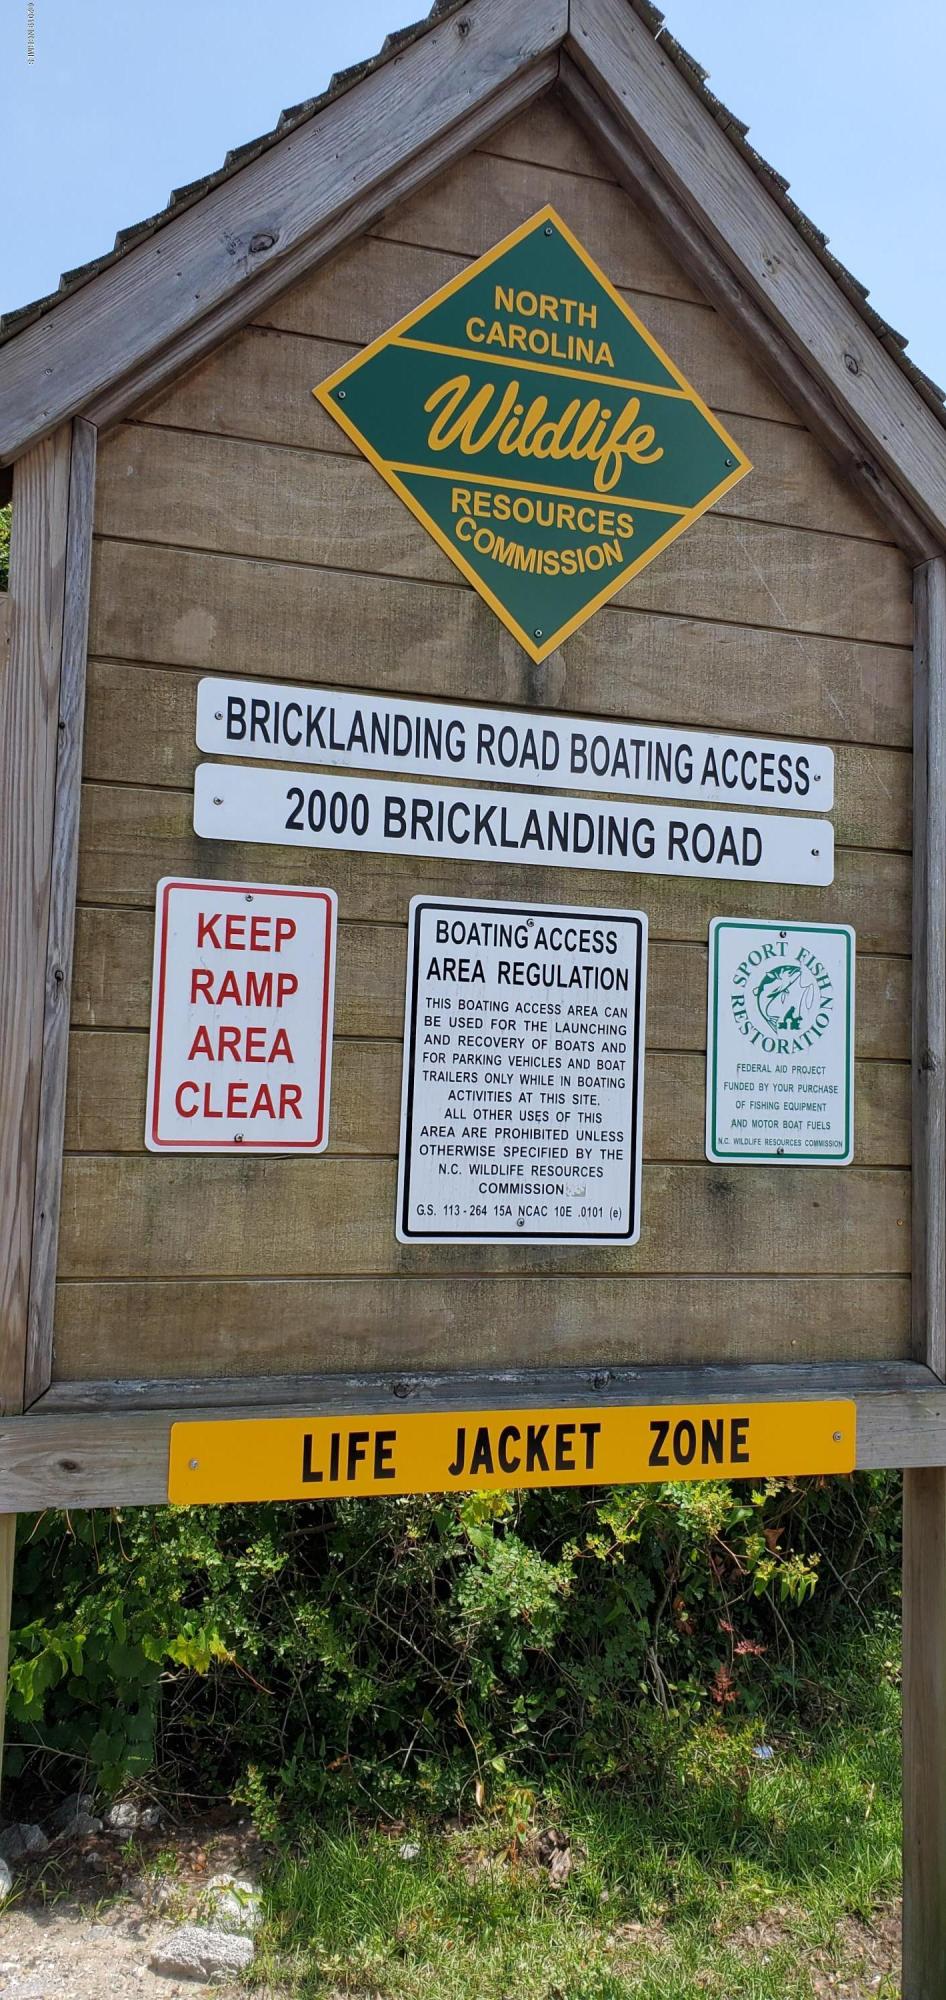 NORTH
CAROLINA
Wildlife
RESOURCES
COMMISSION
BRICKLANDING ROAD BOATING ACCESS
2000 BRICKLANDING ROAD
KEEP
RAMP
AREA
CLEAR
BOATING ACCESS
AREA REGULATION
THIS BOATING ACCESS AREA CAN
BE USED FOR THE LAUNCHING
AND RECOVERY OF BOATS AND
FOR PARKING VEHICLES AND BOAT
TRAILERS ONLY WHILE IN BOATING
ACTIVITIES AT THIS SITE.
ALL OTHER USES OF THIS
AREA ARE PROHIBITED UNLESS
OTHERWISE SPECIFIED BY THE
N.C. WILDLIFE RESOURCES
COMMISSION
G.S. 113-264 15A NCAC 10E .0101 (e)
SPORT FISH
RESTORATION
FEDERAL AID PROJECT
FUNDED BY YOUR PURCHASE
OF FISHING EQUIPMENT
AND MOTOR BOAT FUELS
N.C. WILDLIFE RESOURCES COMMISSION
LIFE JACKET ZONE